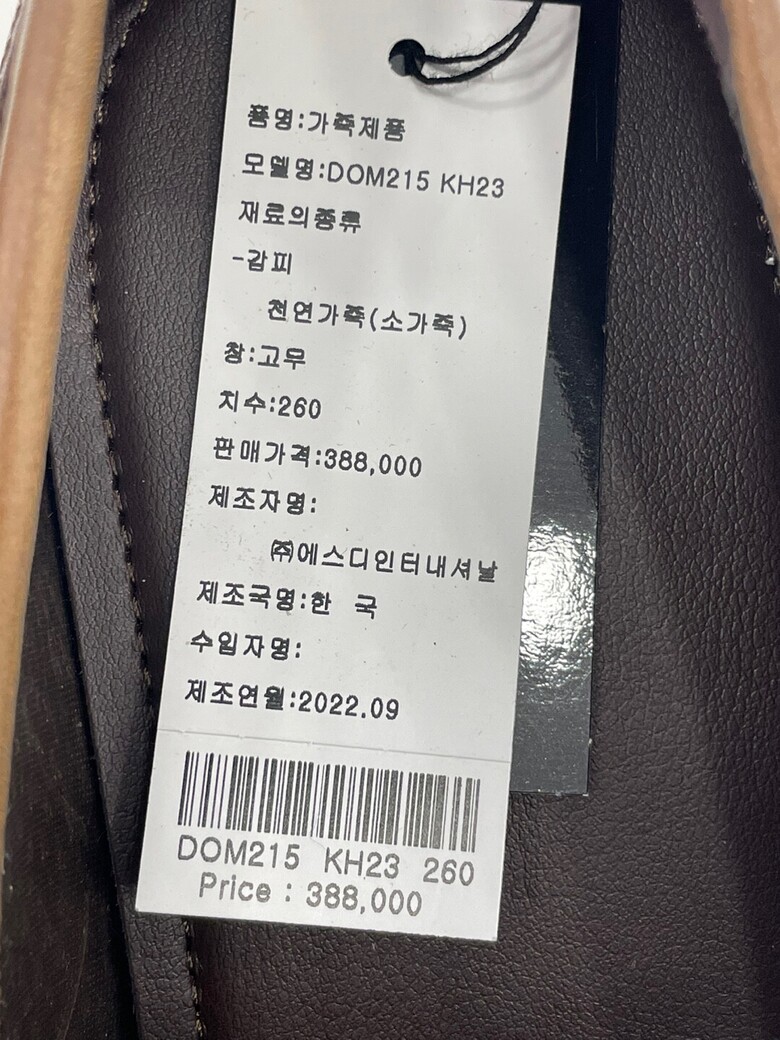 품명:가죽제품
모델명:DOM215 KH23
재료의종류
-갑피
천연가죽(소가죽)
창:고무
치수:260
판매가격:388,000
제조자명:
㈜에스디인터내셔날
제조국명:한 국
수입자명:
제조연월:2022.09
DOM215 KH23 260
Price : 388,000